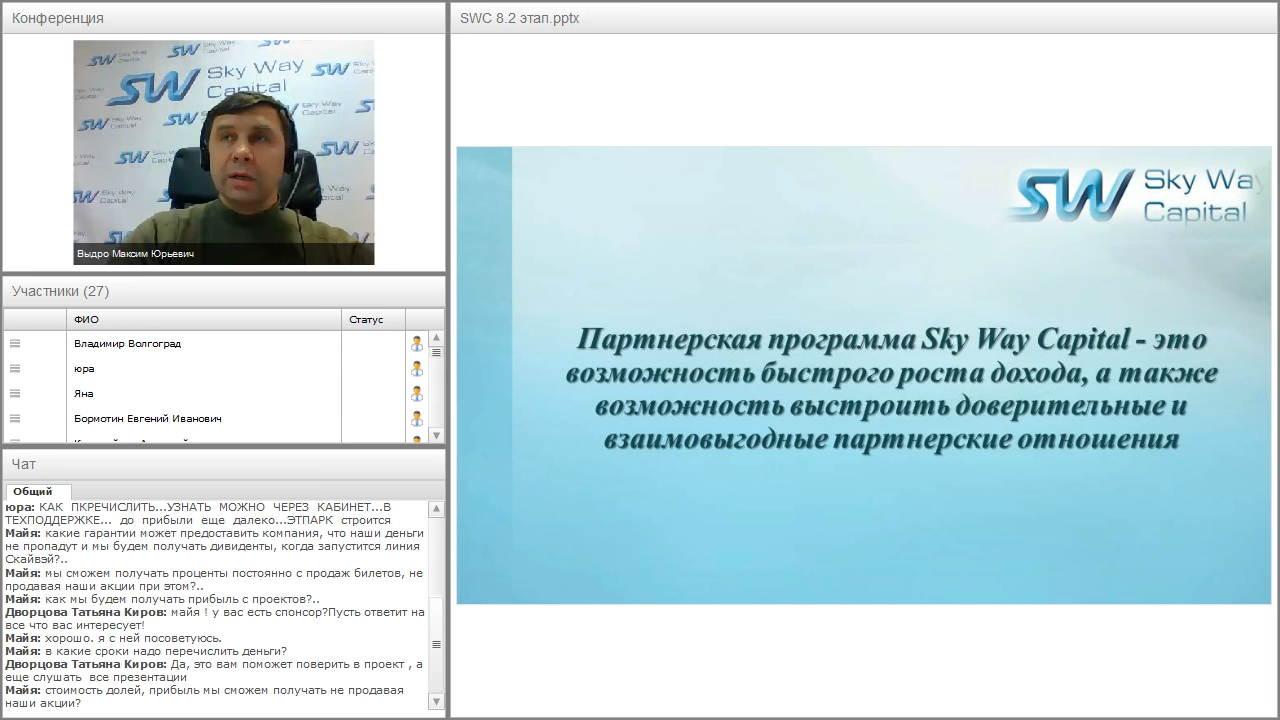 Конференция
SWC 8.2 этап.pptx
SW Sky Way
Capital
Выдро Максим Юрьевич
Участники (27)
ФИО
Статус
Владимир Волгоград
юра
Яна
Бормотин Евгений Иванович
Чат
Общий
юра: КАК ПКРЕЧИСЛИТЬ...УЗНАТЬ МОЖНО ЧЕРЕЗ КАБИНЕТ...В
ТЕХПОДДЕРЖКЕ... до прибыли еще далеко...ЭТПАРК строится
Майя: какие гарантии может предоставить компания, что наши деньги
не пропадут и мы будем получать дивиденты, когда запустится линия
Скайвэй?..
Майя: мы сможем получать проценты постоянно с продаж билетов, не
продавая наши акции при этом?..
Майя: как мы будем получать прибыль с проектов?..
Дворцова Татьяна Киров: майя ! у вас есть спонсор?Пусть ответит на
все что вас интересует!
Майя: хорошо. я с ней посоветуюсь.
Майя: в какие сроки надо перечислить деньги?
Дворцова Татьяна Киров: Да, это вам поможет поверить в проект , а
еще слушать все презентации
Майя: стоимость долей, прибыль мы сможем получать не продавая
наши акции?
SW Sky Way
Capital
Партнерская программа Sky Way Capital - это
возможность быстрого роста дохода, а также
возможность выстроить доверительные и
взаимовыгодные партнерские отношения